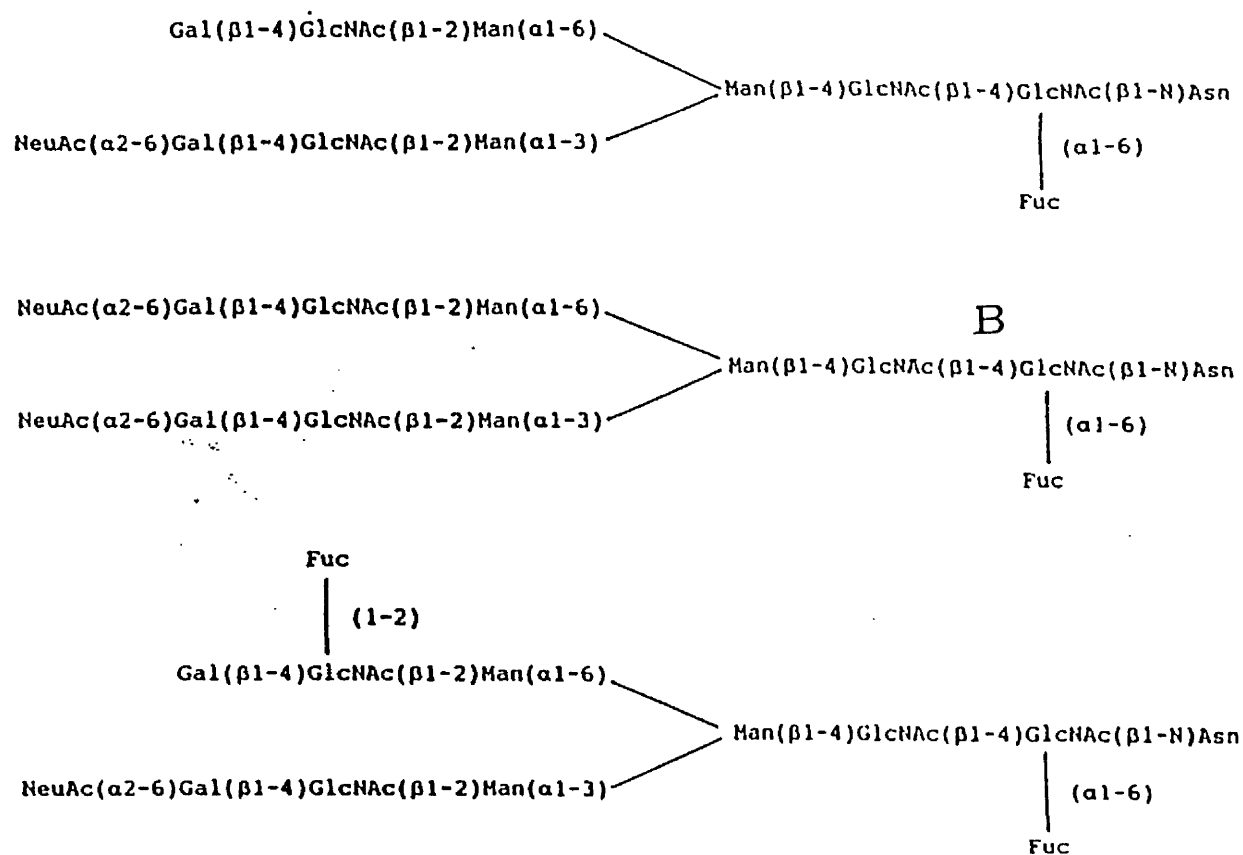 Gal(β1-4)GlcNAc(β1-2)Man(α1-6)
Man(β1-4)GlcNAc(β1-4)GlcNAc(β1-N)Asn
NeuAc(α2-6)Gal(β1-4)GlcNAc(β1-2)Man(α1-3)
(α1-6)
Fuc
NeuAc(α2-6)Gal(β1-4)GlcNAc(β1-2)Man(α1-6)
B
Man(β1-4)GlcNAc(β1-4)GlcNAc(β1-N)Asn
NeuAc(α2-6)Gal(β1-4)GlcNAc(β1-2)Man(α1-3)
(α1-6)
Fuc
Fuc
(1-2)
Gal(β1-4)GlcNAc(β1-2)Man(α1-6)
Man(β1-4)GlcNAc(β1-4)GlcNAc(β1-N)Asn
NeuAc(α2-6)Gal(β1-4)GlcNAc(β1-2)Man(α1-3)
(α1-6)
Fuc